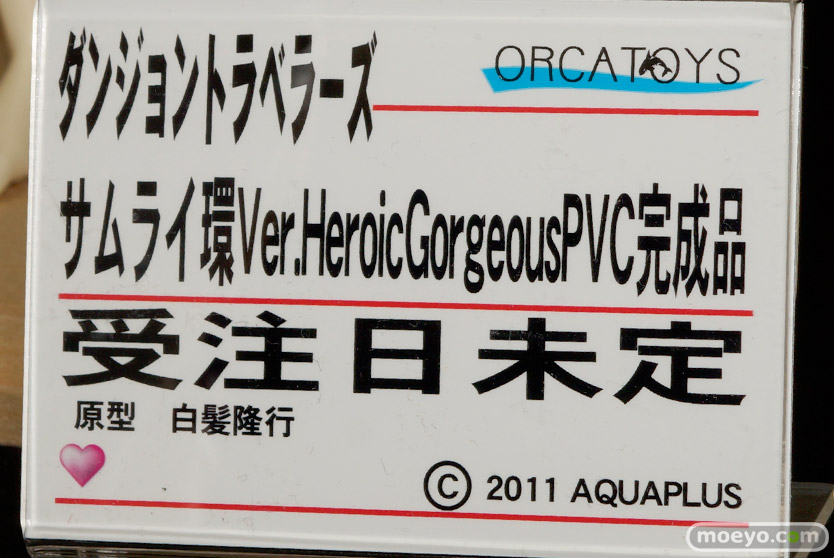 ダンジョントラベラーズ
ORCATOYS
サムライ環Ver.HeroicGorgeousPVC完成品
受注日未定
原型 白髪隆行
© 2011 AQUAPLUS
moeyo.com